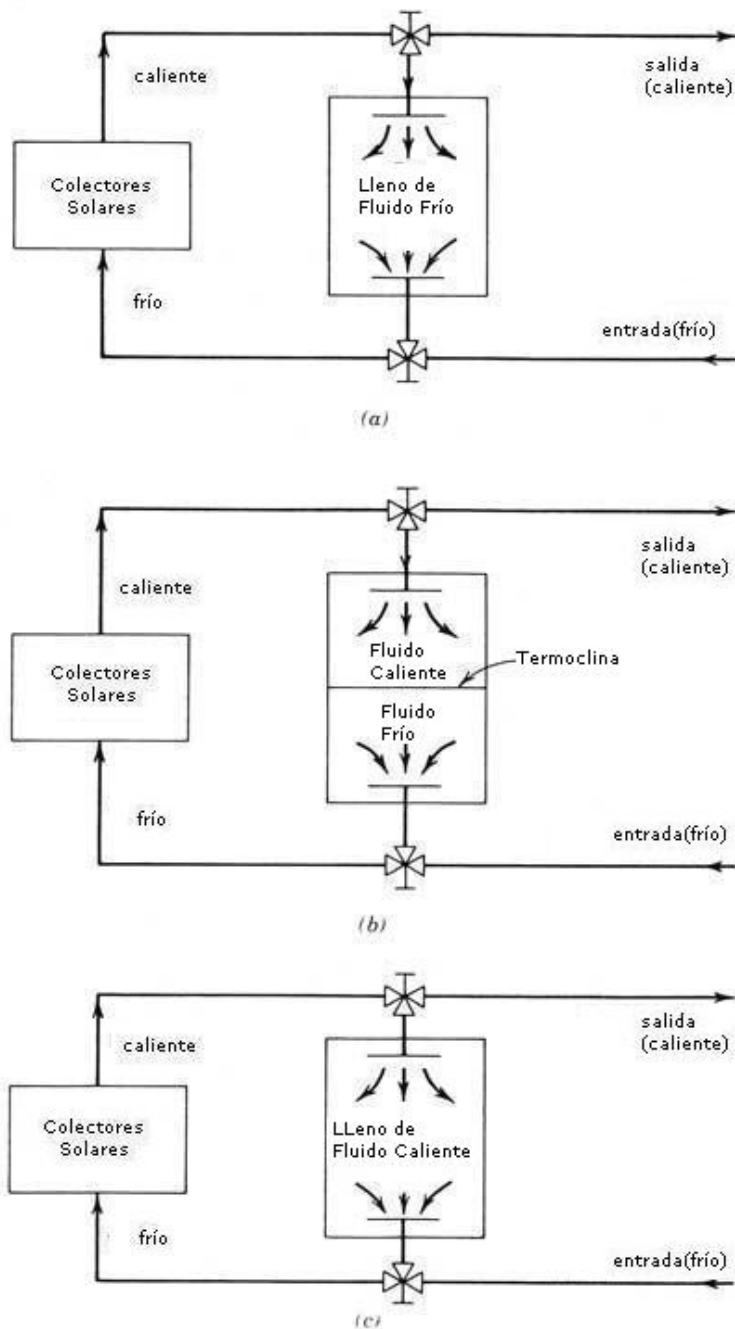 caliente
salida
(caliente)
Colectores
Solares
Lleno de
Fluido Frío
frío
entrada(frío)
(a)
salida
(caliente)
caliente
Fluido
Caliente
Termoclina
Colectores
Solares
Fluido
Frío
frío
entrada(frío)
(b)
salida
(caliente)
caliente
Colectores
Solares
LLeno de
Fluido Caliente
frío
entrada(frío)
(c)